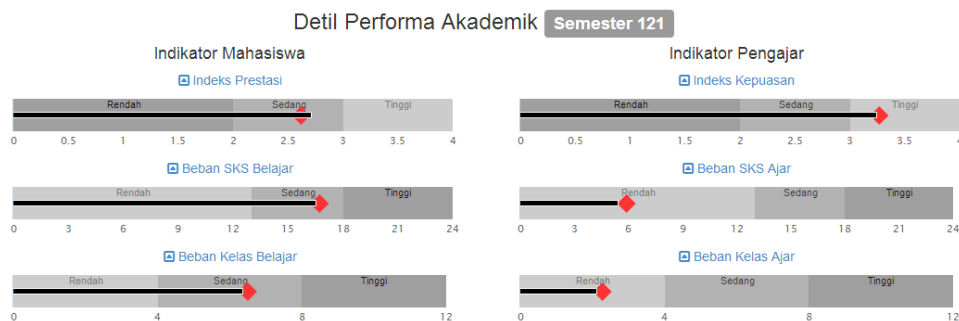 Detil Performa Akademik Semester 121
Indikator Mahasiswa
Indeks Prestasi
Rendah Sedang Tinggi
0 0.5 1 1.5 2 2.5 3 3.5 4
Beban SKS Belajar
Rendah Sedang Tinggi
0 3 6 9 12 15 18 21 24
Beban Kelas Belajar
Rendah Sedang Tinggi
0 4 8 12
Indikator Pengajar
Indeks Kepuasan
Rendah Sedang Tinggi
0 0.5 1 1.5 2 2.5 3 3.5 4
Beban SKS Ajar
Rendah Sedang Tinggi
0 3 6 9 12 15 18 21 24
Beban Kelas Ajar
Rendah Sedang Tinggi
0 4 8 12